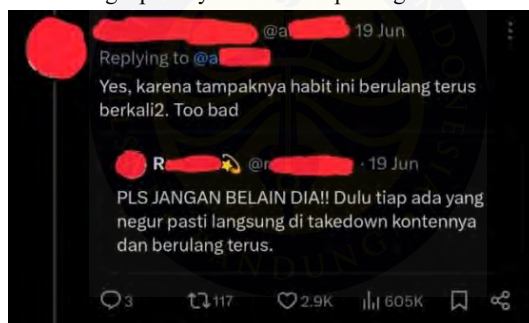 @a 19 Jun
Replying to @a
Yes, karena tampaknya habit ini berulang terus
berkali2. Too bad
R @r · 19 Jun
PLS JANGAN BELAIN DIA!! Dulu tiap ada yang
negur pasti langsung di takedown kontennya
dan berulang terus.
3 117 2.9K 605K